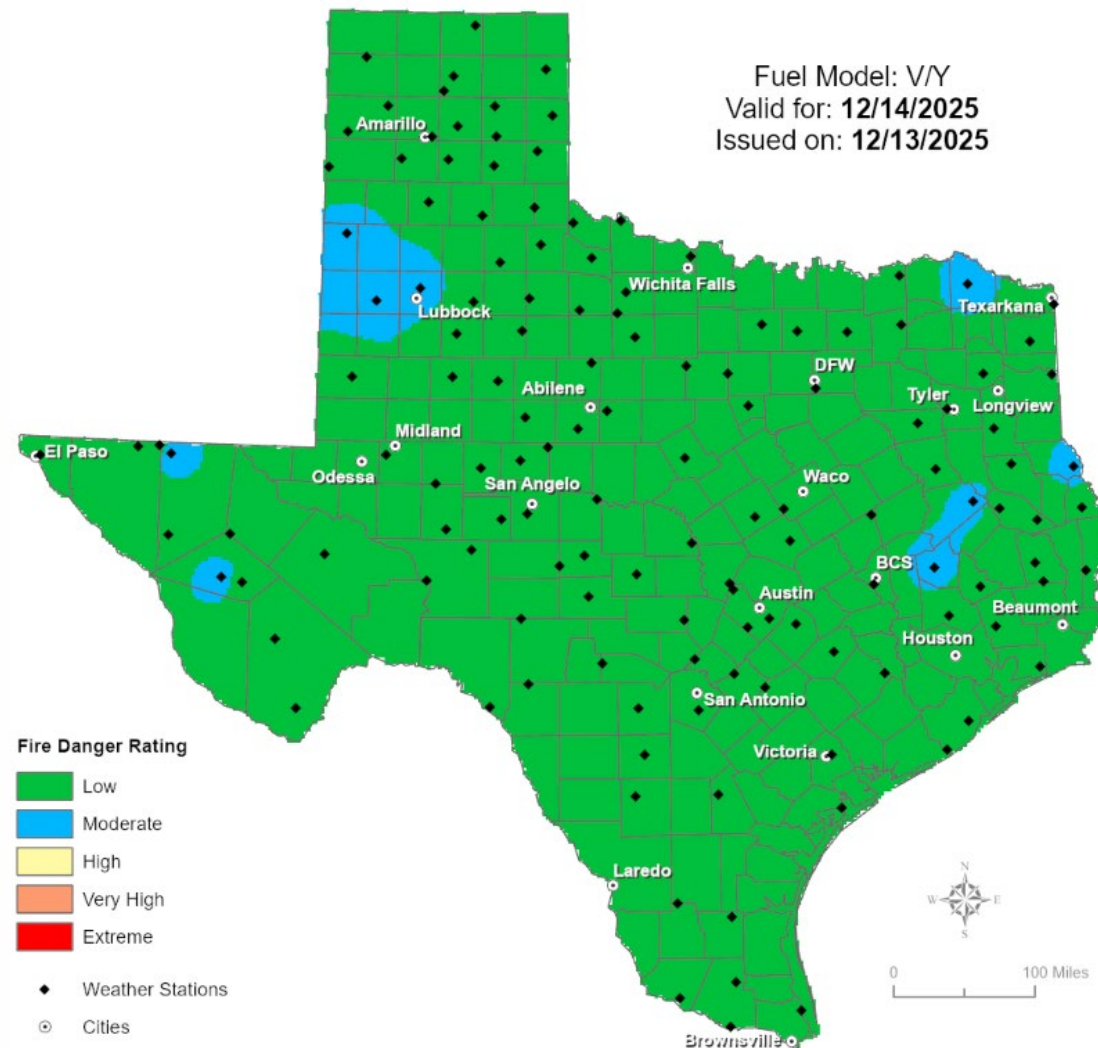 Fuel Model: V/Y
Valid for: 12/14/2025
Issued on: 12/13/2025
Amarillo
Wichita Falls
Lubbock
Texarkana
DFW
Abilene
Tyler
Longview
Midland
El Paso
Odessa
San Angelo
Waco
BCS
Austin
Beaumont
Houston
San Antonio
Victoria
Laredo
Brownsville
Fire Danger Rating
Low
Moderate
High
Very High
Extreme
Weather Stations
Cities
N
W E
S
0 100 Miles